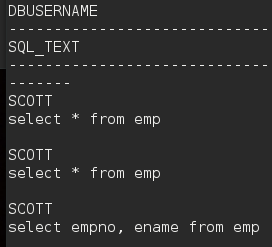 DBUSERNAME
------------------------------
SQL_TEXT
------------------------------
-------
SCOTT
select * from emp
SCOTT
select * from emp
SCOTT
select empno, ename from emp